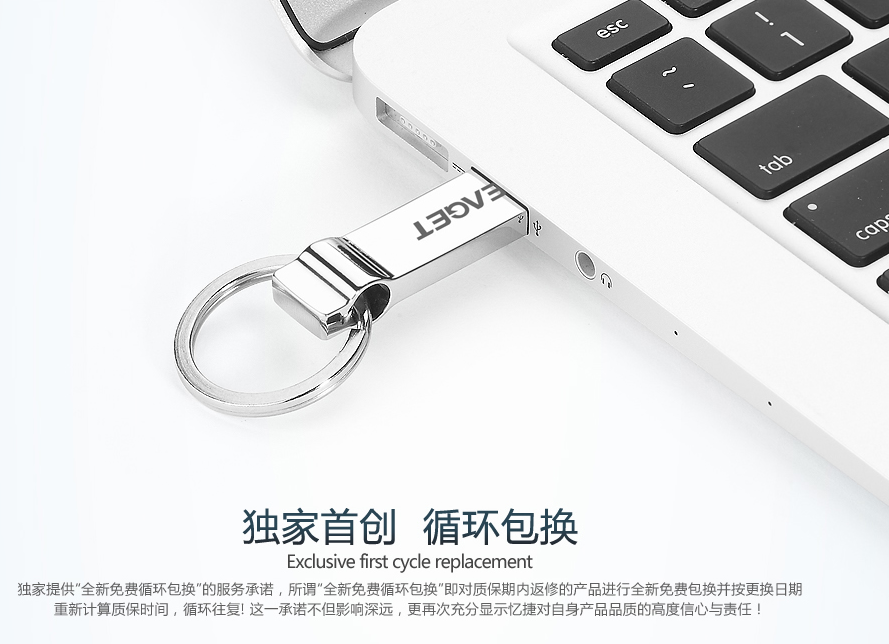 esc
~
!
1
tab
caps
EAGET
独家首创 循环包换
Exclusive first cycle replacement
独家提供“全新免费循环包换”的服务承诺，所谓“全新免费循环包换”即对质保期内返修的产品进行全新免费包换并按更换日期
重新计算质保时间，循环往复! 这一承诺不但影响深远，更再次充分显示忆捷对自身产品品质的高度信心与责任！